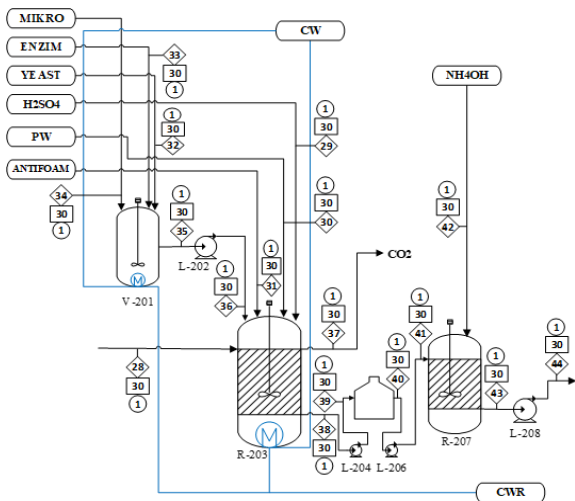 MIKRO
CW
ENZIM
33
30
1
YEAST
NH4OH
H2SO4
1
30
32
1
30
29
PW
ANTIFOAM
34
30
1
1
30
35
1
30
30
1
30
42
L-202
CO2
1
30
31
V-201
1
30
36
1
30
37
1
30
41
1
30
44
28
30
1
1
30
39
1
30
40
1
30
43
38
30
1
R-203
L-204
L-206
R-207
L-208
M
M
CWR